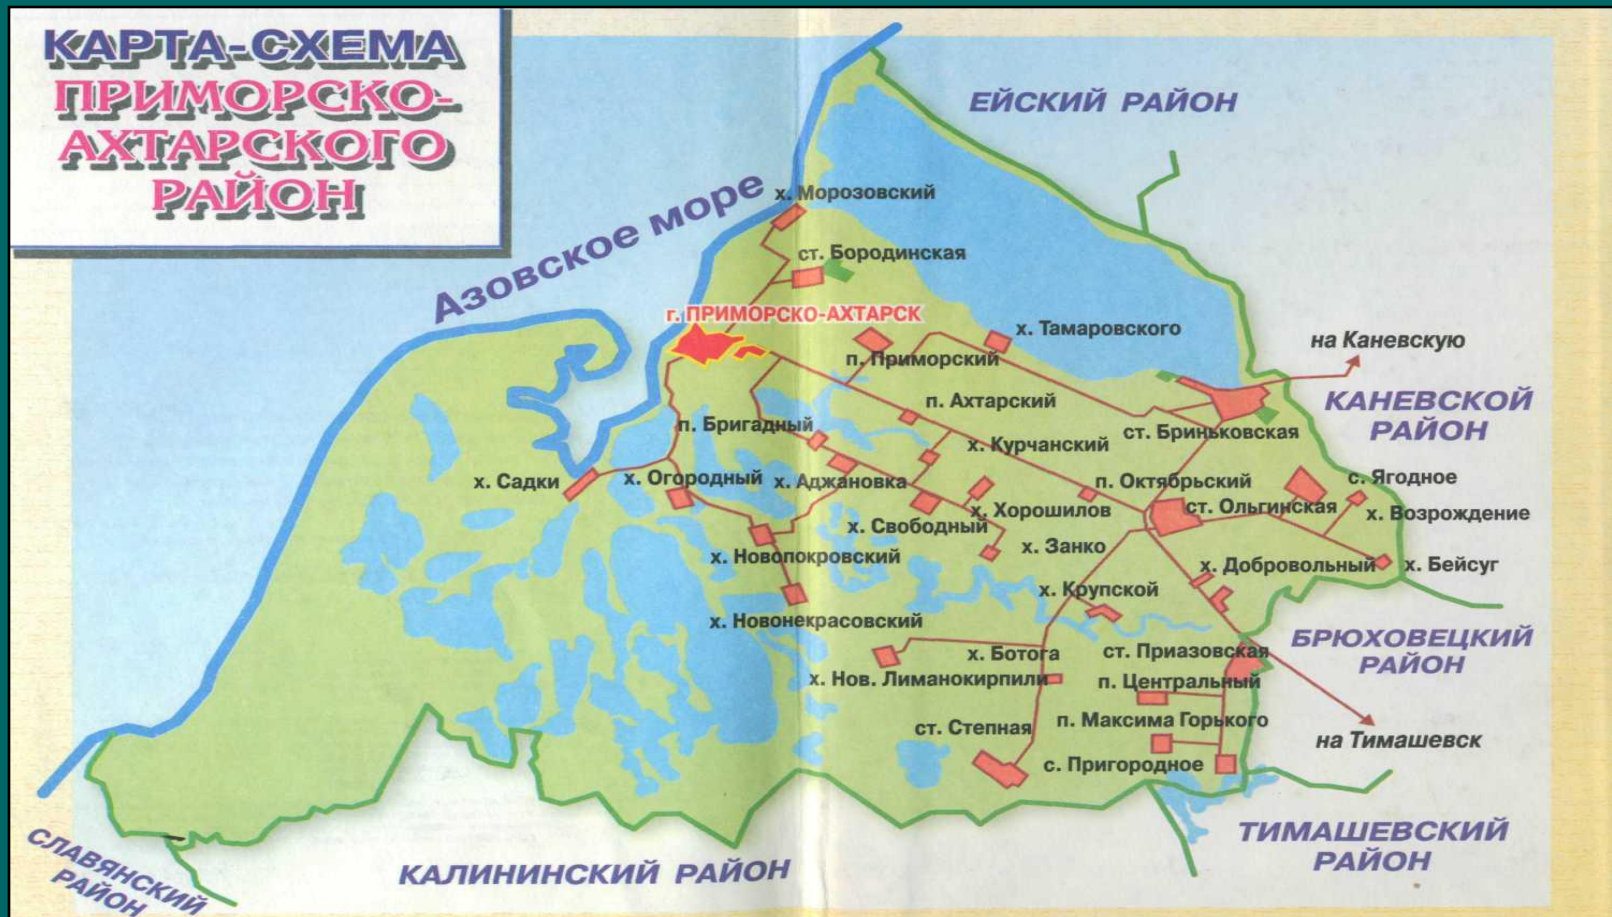 КАРТА-СХЕМА
ПРИМОРСКО-
АХТАРСКОГО
РАЙОН
ЕЙСКИЙ РАЙОН
Азовское море
х. Морозовский
ст. Бородинская
г. ПРИМОРСКО-АХТАРСК
х. Тамаровского
на Каневскую
п. Приморский
КАНЕВСКОЙ
РАЙОН
п. Ахтарский
п. Бригадный
ст. Бриньковская
х. Курчанский
х. Садки
х. Огородный
х. Аджановка
п. Октябрьский
с. Ягодное
ст. Ольгинская
х. Хорошилов
х. Возрождение
х. Свободный
х. Занко
х. Новопокровский
х. Добровольный
х. Бейсуг
х. Крупской
х. Новонекрасовский
БРЮХОВЕЦКИЙ
РАЙОН
х. Ботога
ст. Приазовская
х. Нов. Лиманокирпили
п. Центральный
ст. Степная
п. Максима Горького
на Тимашевск
с. Пригородное
ТИМАШЕВСКИЙ
РАЙОН
СЛАВЯНСКИЙ
РАЙОН
КАЛИНИНСКИЙ РАЙОН